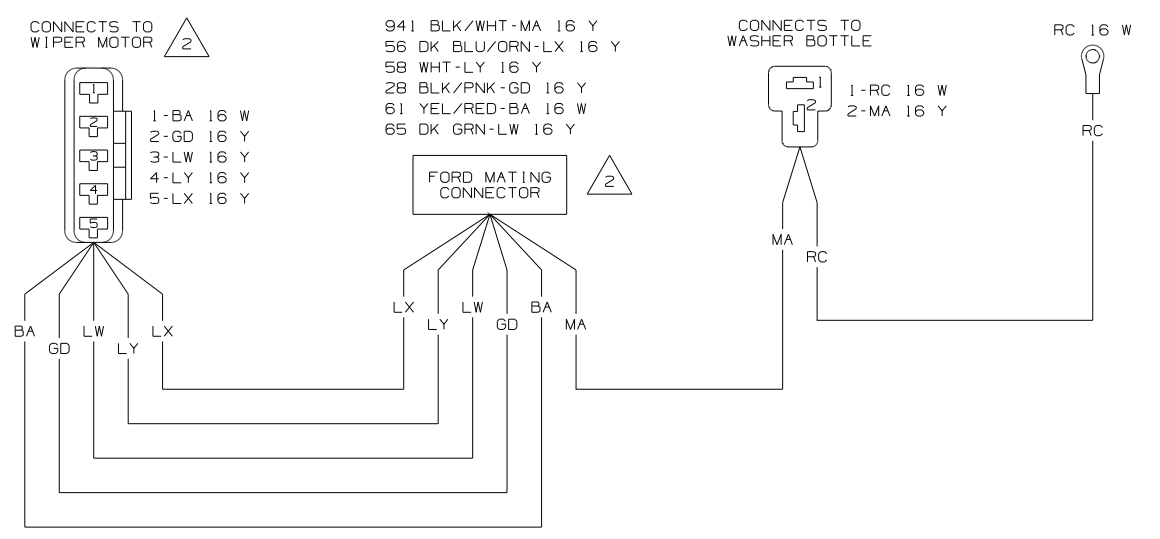 CONNECTS TO
WIPER MOTOR
2
1
2
3
4
5
1-BA 16 W
2-GD 16 Y
3-LW 16 Y
4-LY 16 Y
5-LX 16 Y
BA
GD
LW
LY
LX
941 BLK/WHT-MA 16 Y
56 DK BLU/ORN-LX 16 Y
58 WHT-LY 16 Y
28 BLK/PNK-GD 16 Y
61 YEL/RED-BA 16 W
65 DK GRN-LW 16 Y
FORD MATING
CONNECTOR
2
LX
LY
LW
GD
BA
MA
CONNECTS TO
WASHER BOTTLE
1
2
1-RC 16 W
2-MA 16 Y
MA
RC
RC 16 W
RC